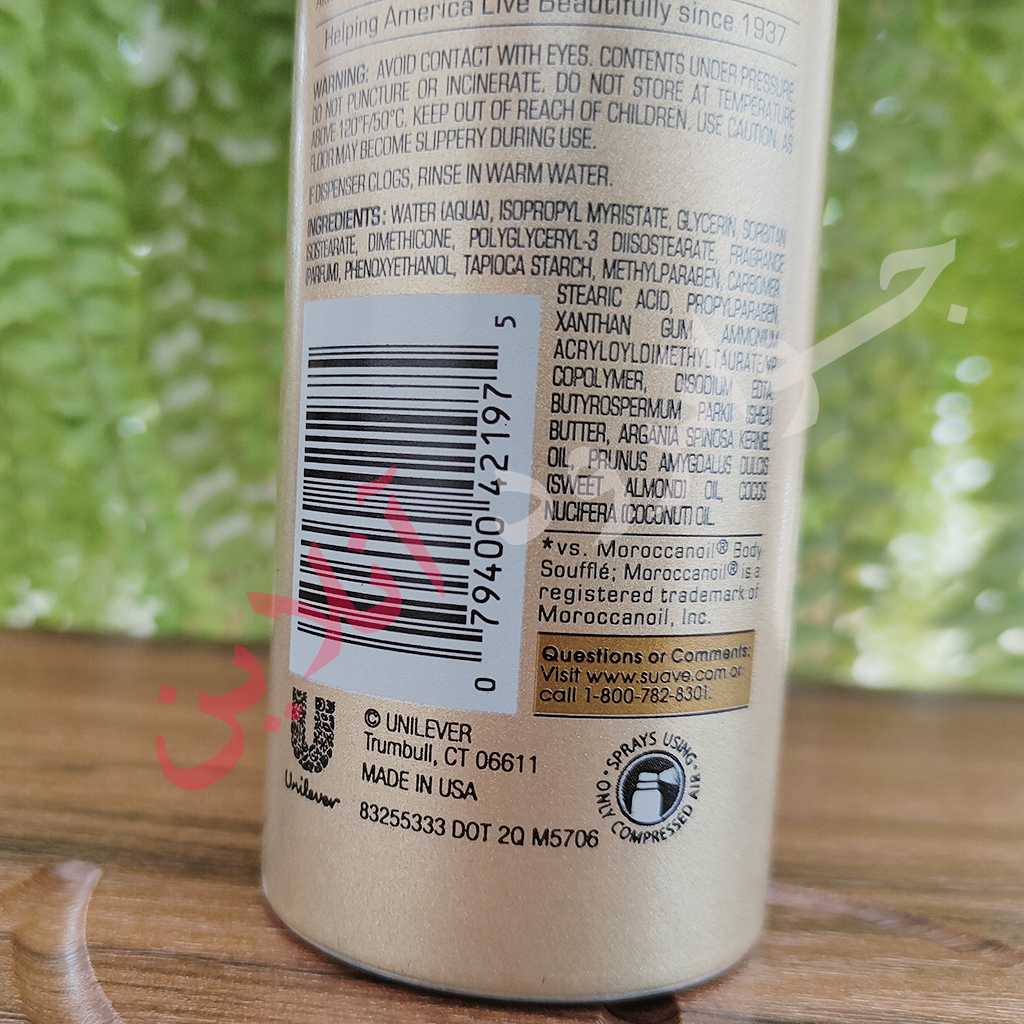 Helping America Live Beautifully since 1937
WARNING: AVOID CONTACT WITH EYES. CONTENTS UNDER PRESSURE.
DO NOT PUNCTURE OR INCINERATE. DO NOT STORE AT TEMPERATURE
ABOVE 120°F/50°C. KEEP OUT OF REACH OF CHILDREN. USE CAUTION, AS
FLOOR MAY BECOME SLIPPERY DURING USE.
IF DISPENSER CLOGS, RINSE IN WARM WATER.
INGREDIENTS: WATER (AQUA), ISOPROPYL MYRISTATE, GLYCERIN, SORBITAN
ISOSTEARATE, DIMETHICONE, POLYGLYCERYL-3 DIISOSTEARATE, FRAGRANCE
(PARFUM), PHENOXYETHANOL, TAPIOCA STARCH, METHYLPARABEN, CARBOMER
STEARIC ACID, PROPYLPARABEN,
XANTHAN GUM, AMMONIUM
ACRYLOYLDIMETHYLTAURATE/VP
COPOLYMER, DISODIUM EDTA,
BUTYROSPERMUM PARKII (SHEA)
BUTTER, ARGANIA SPINOSA KERNEL
OIL, PRUNUS AMYGDALUS DULCIS
(SWEET ALMOND) OIL, COCOS
NUCIFERA (COCONUT) OIL.
0 79400 42197 5
*vs. Moroccanoil® Body
Soufflé; Moroccanoil® is a
registered trademark of
Moroccanoil, Inc.
Questions or Comments:
Visit www.suave.com or
call 1-800-782-8301.
Unilever
© UNILEVER
Trumbull, CT 06611
MADE IN USA
83255333 DOT 2Q M5706
SPRAYS USING ONLY COMPRESSED AIR
آنلاین